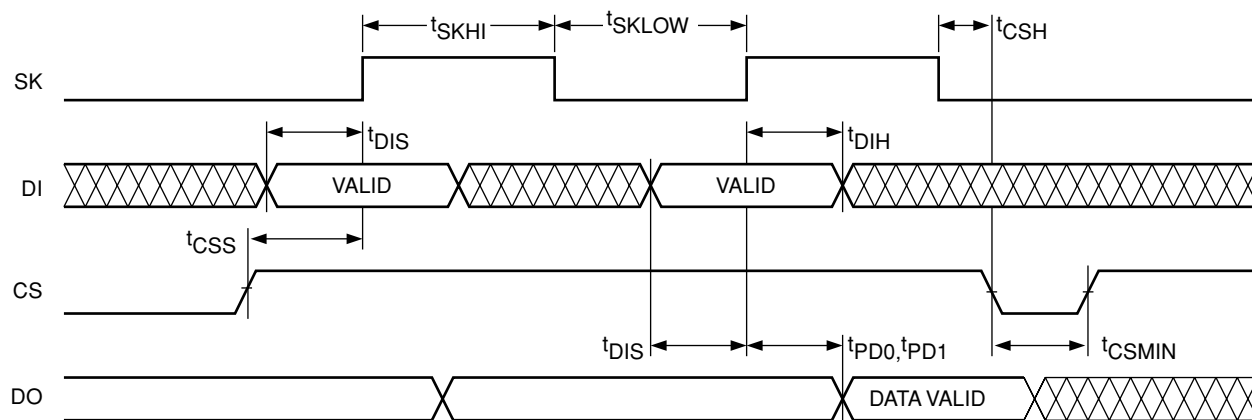 tSKHI
tSKLOW
tCSH
SK
tDIS
tDIH
DI
VALID
VALID
tCSS
CS
tDIS
tPD0,tPD1
tCSMIN
DO
DATA VALID